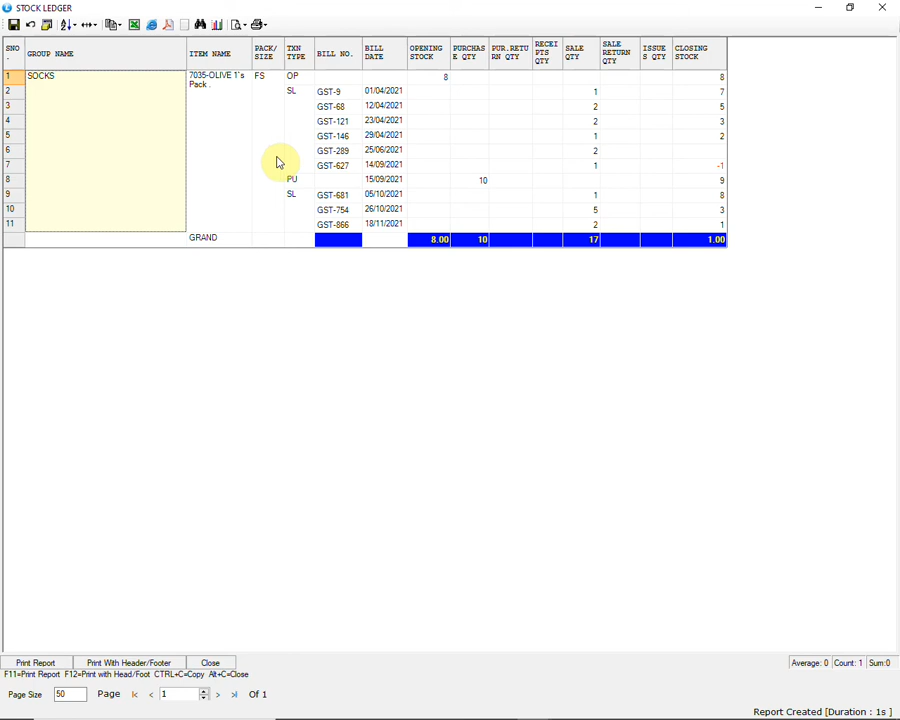 STOCK LEDGER
SNO. GROUP NAME ITEM NAME PACK/SIZE TXN TYPE BILL NO. BILL DATE OPENING STOCK PURCHASE QTY PUR.RETURN QTY RECEIPTS QTY SALE QTY SALE RETURN QTY ISSUES QTY CLOSING STOCK
1 SOCKS 7035-OLIVE 1's Pack . FS OP 8 8
2 SL GST-9 01/04/2021 1 7
3 GST-68 12/04/2021 2 5
4 GST-121 23/04/2021 2 3
5 GST-146 29/04/2021 1 2
6 GST-289 25/06/2021 2
7 GST-627 14/09/2021 1 -1
8 PU 15/09/2021 10 9
9 SL GST-681 05/10/2021 1 8
10 GST-754 26/10/2021 5 3
11 GST-866 18/11/2021 2 1
GRAND 8.00 10 17 1.00
Print Report Print With Header/Footer Close Average: 0 Count: 1 Sum:0
F11=Print Report F12=Print with Head/Foot CTRL+C=Copy Alt+C=Close
Page Size 50 Page 1 Of 1
Report Created [Duration : 1s ]